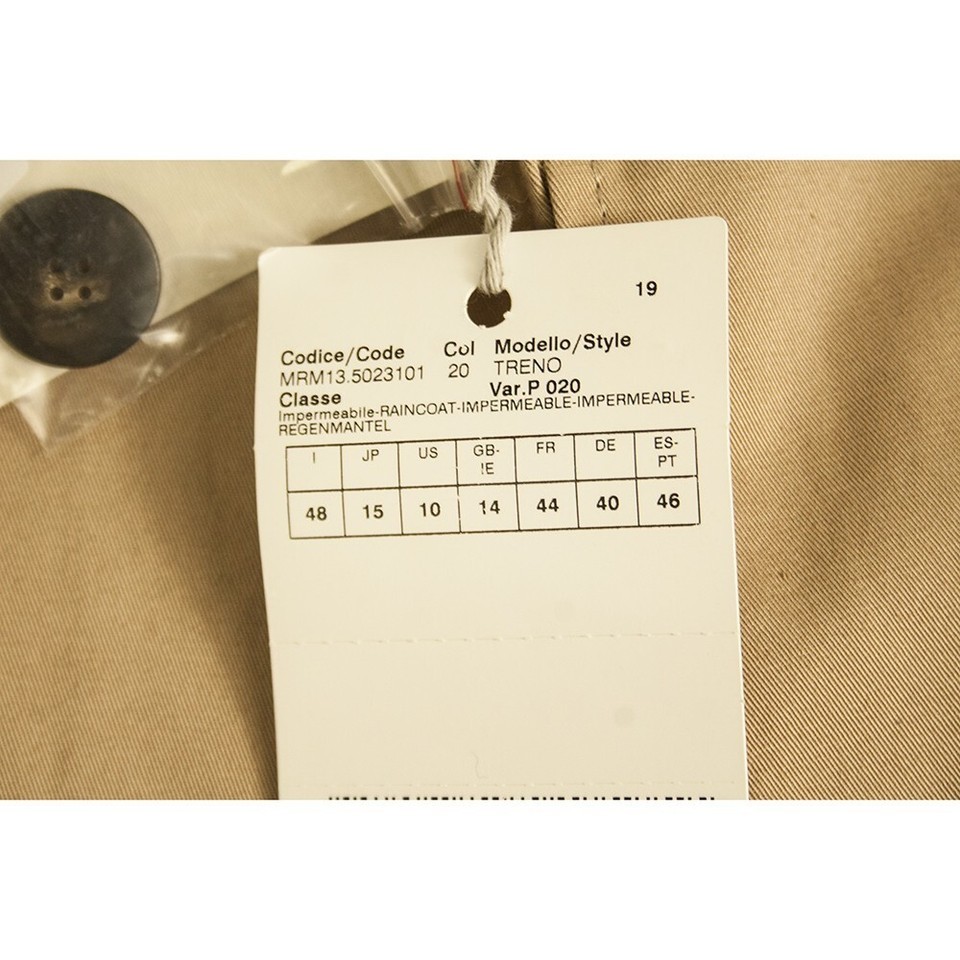 19
Codice/Code Col Modello/Style
MRM13.5023101 20 TRENO
Classe Var.P 020
Impermeabile-RAINCOAT-IMPERMEABLE-IMPERMEABLE-
REGENMANTEL
I JP US GB-IE FR DE ES-PT
48 15 10 14 44 40 46